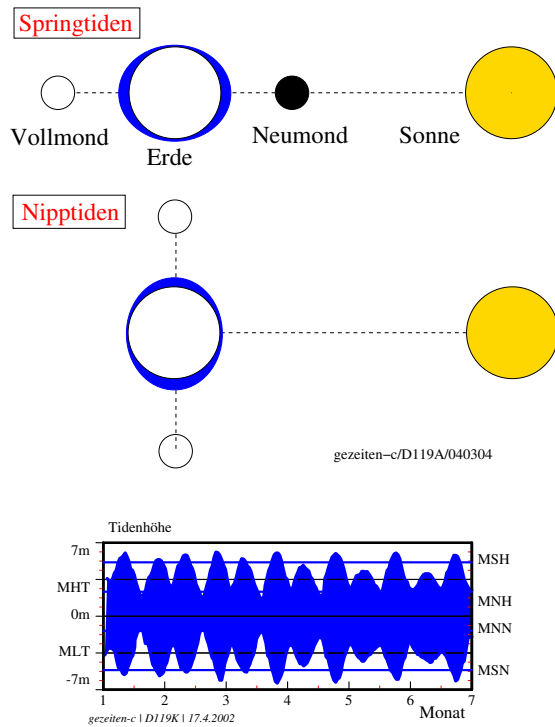 Springtiden
Vollmond
Erde
Neumond
Sonne
Nipptiden
gezeiten−c/D119A/040304
Tidenhöhe
7m
MSH
MHT
MNH
0m
MNN
MLT
MSN
-7m
1 2 3 4 5 6 7
Monat
gezeiten-c | D119K | 17.4.2002